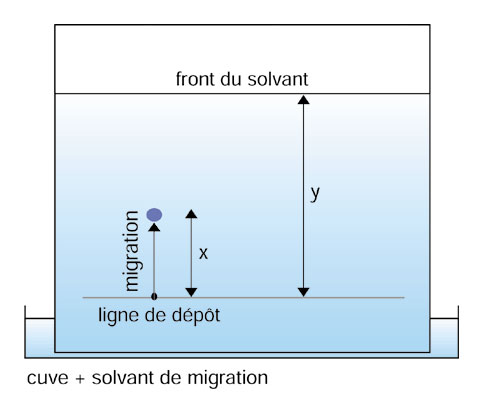 front du solvant
y
migration
x
ligne de dépôt
cuve + solvant de migration